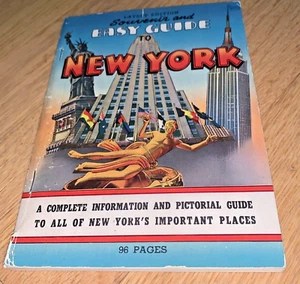 LATEST EDITION
Souvenir and
EASY GUIDE
TO
NEW YORK
A COMPLETE INFORMATION AND PICTORIAL GUIDE
TO ALL OF NEW YORK'S IMPORTANT PLACES
96 PAGES